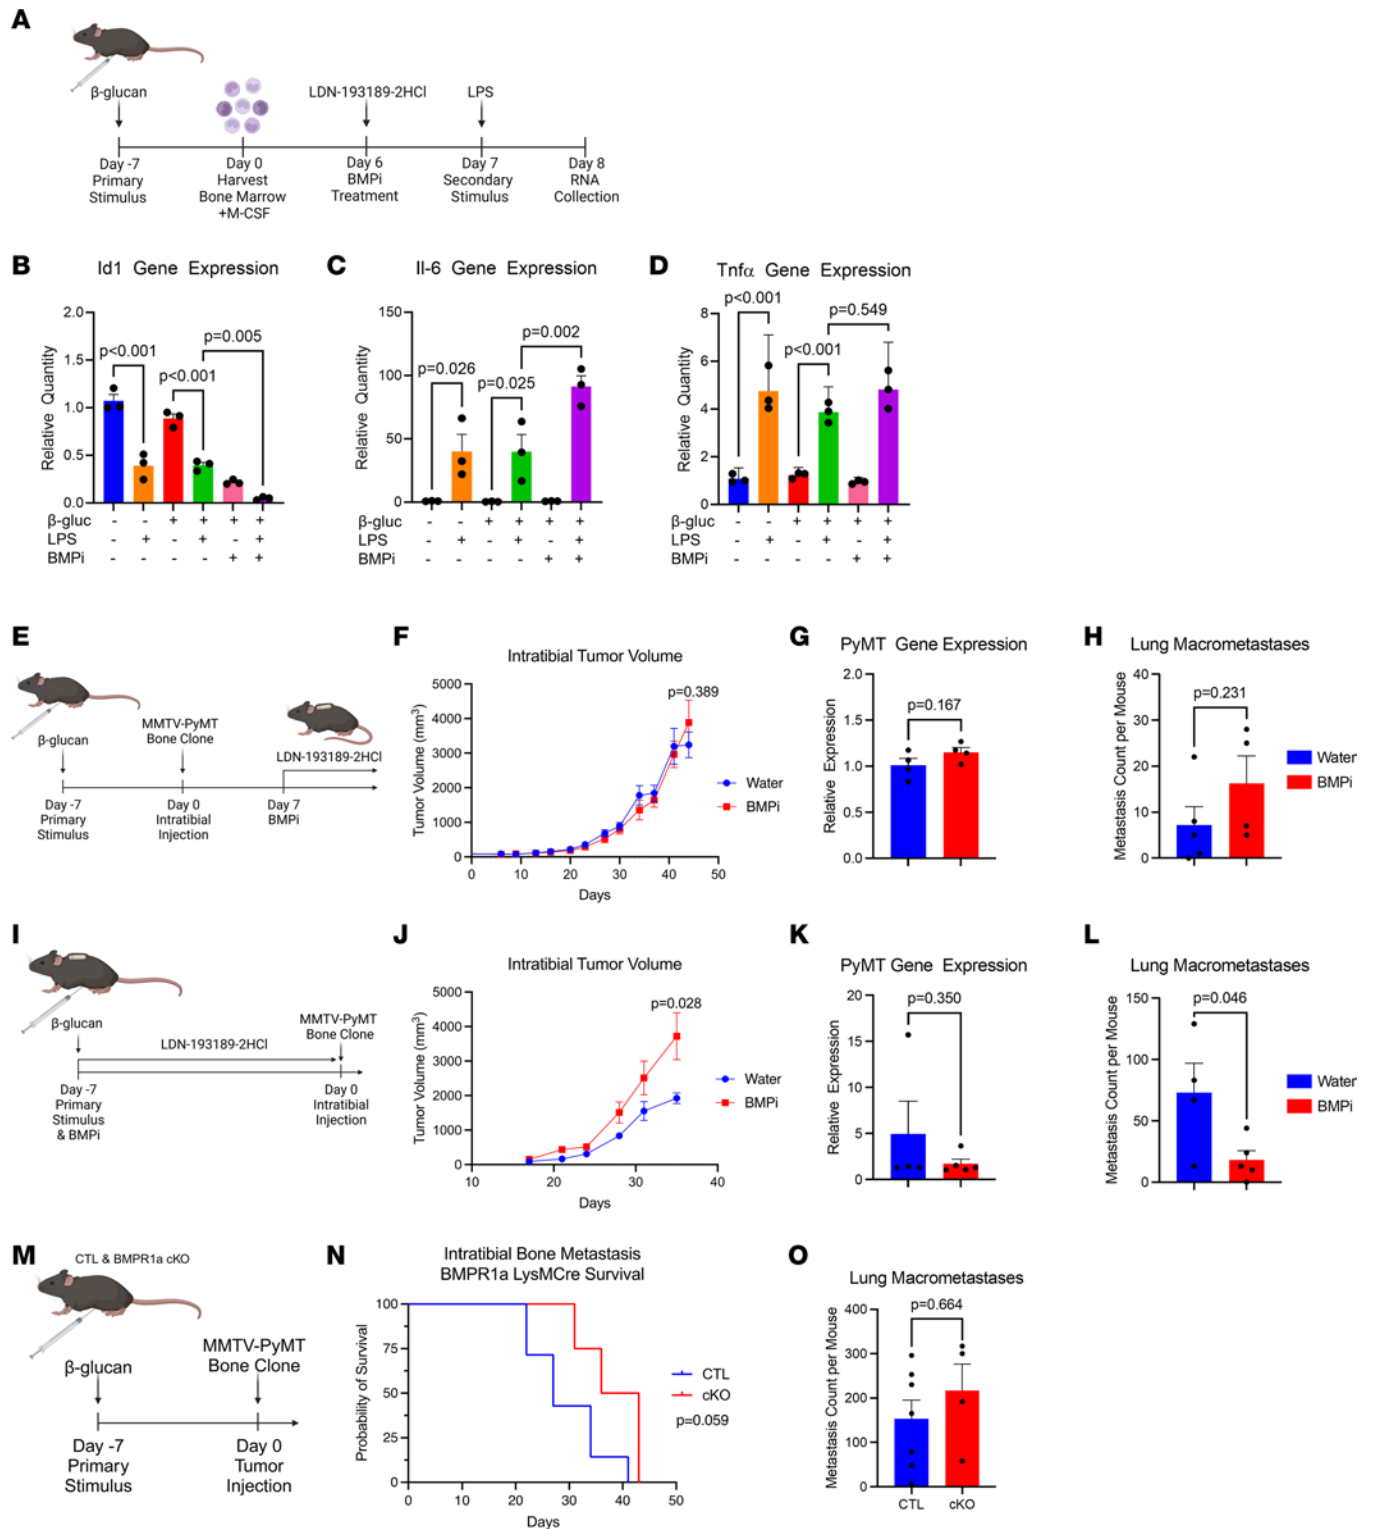 A
β-glucan
LDN-193189-2HCl
LPS
Day -7
Primary
Stimulus
Day 0
Harvest
Bone Marrow
+M-CSF
Day 6
BMPi
Treatment
Day 7
Secondary
Stimulus
Day 8
RNA
Collection
B
Id1 Gene Expression
Relative Quantity
2.0
1.5
1.0
0.5
0.0
p<0.001
p<0.001
p=0.005
β-gluc - - + + + +
LPS - + - + - +
BMPi - - - - + +
C
Il-6 Gene Expression
Relative Quantity
150
100
50
0
p=0.026
p=0.025
p=0.002
β-gluc - - + + + +
LPS - + - + - +
BMPi - - - - + +
D
Tnfα Gene Expression
Relative Quantity
8
6
4
2
0
p<0.001
p<0.001
p=0.549
β-gluc - - + + + +
LPS - + - + - +
BMPi - - - - + +
E
β-glucan
MMTV-PyMT
Bone Clone
LDN-193189-2HCl
Day -7
Primary
Stimulus
Day 0
Intratibial
Injection
Day 7
BMPi
F
Intratibial Tumor Volume
Tumor Volume (mm³)
5000
4000
3000
2000
1000
0
p=0.389
0 10 20 30 40 50
Days
Water
BMPi
G
PyMT Gene Expression
Relative Expression
2.0
1.5
1.0
0.5
0.0
p=0.167
H
Lung Macrometastases
Metastasis Count per Mouse
40
30
20
10
0
p=0.231
Water
BMPi
I
β-glucan
LDN-193189-2HCl
MMTV-PyMT
Bone Clone
Day -7
Primary
Stimulus
& BMPi
Day 0
Intratibial
Injection
J
Intratibial Tumor Volume
Tumor Volume (mm³)
5000
4000
3000
2000
1000
0
p=0.028
10 20 30 40
Days
Water
BMPi
K
PyMT Gene Expression
Relative Expression
20
15
10
5
0
p=0.350
L
Lung Macrometastases
Metastasis Count per Mouse
150
100
50
0
p=0.046
Water
BMPi
M
CTL & BMPR1a cKO
β-glucan
MMTV-PyMT
Bone Clone
Day -7
Primary
Stimulus
Day 0
Tumor
Injection
N
Intratibial Bone Metastasis
BMPR1a LysMCre Survival
Probability of Survival
100
75
50
25
0
0 10 20 30 40 50
Days
CTL
cKO
p=0.059
O
Lung Macrometastases
Metastasis Count per Mouse
400
300
200
100
0
p=0.664
CTL cKO